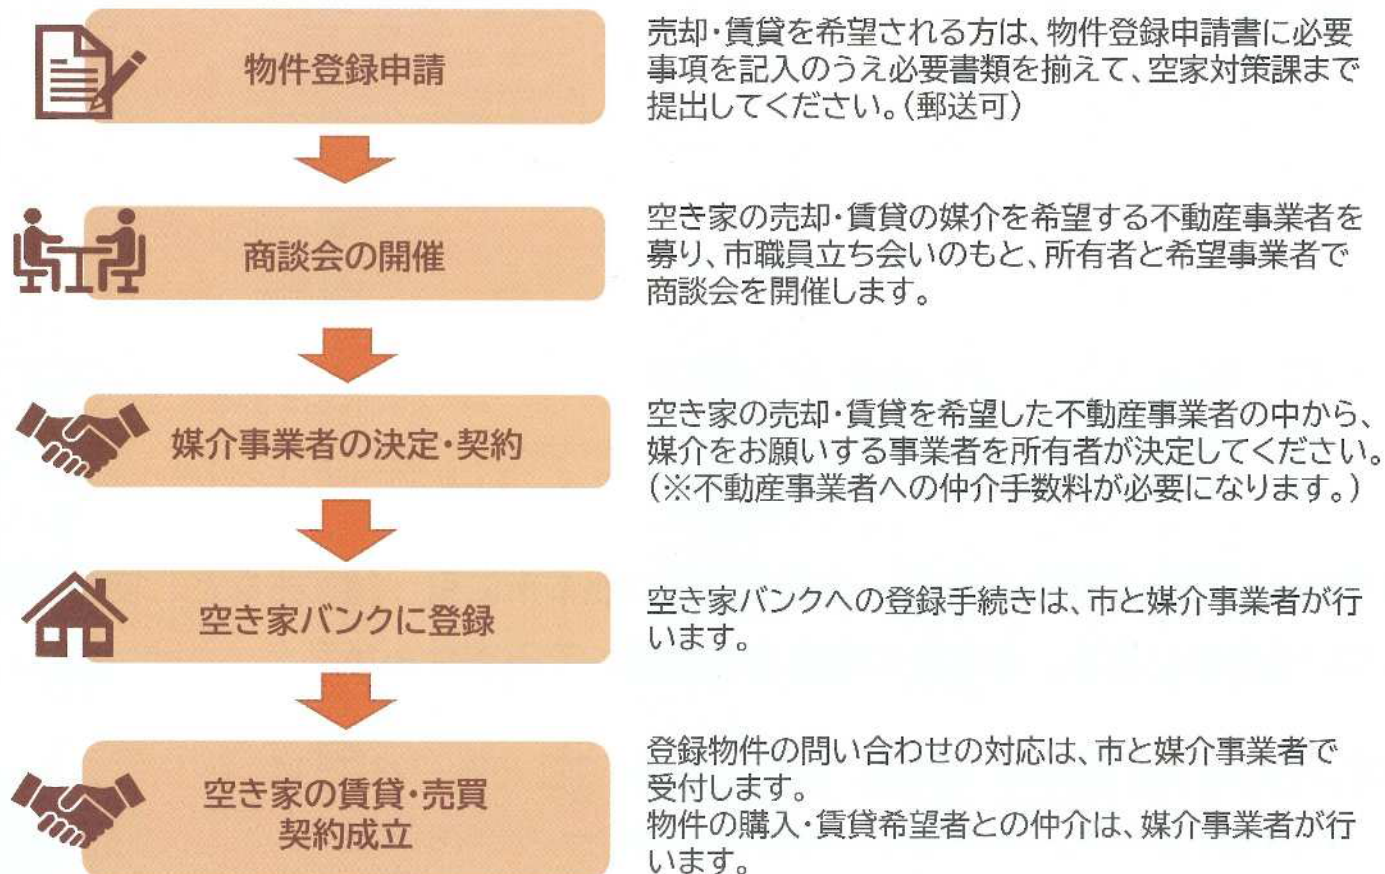 物件登録申請
売却・賃貸を希望される方は、物件登録申請書に必要
事項を記入のうえ必要書類を揃えて、空家対策課まで
提出してください。（郵送可）
商談会の開催
空き家の売却・賃貸の媒介を希望する不動産事業者を
募り、市職員立ち会いのもと、所有者と希望事業者で
商談会を開催します。
媒介事業者の決定・契約
空き家の売却・賃貸を希望した不動産事業者の中から、
媒介をお願いする事業者を所有者が決定してください。
（※不動産事業者への仲介手数料が必要になります。）
空き家バンクに登録
空き家バンクへの登録手続きは、市と媒介事業者が行
います。
空き家の賃貸・売買
契約成立
登録物件の問い合わせの対応は、市と媒介事業者で
受付します。
物件の購入・賃貸希望者との仲介は、媒介事業者が行
います。